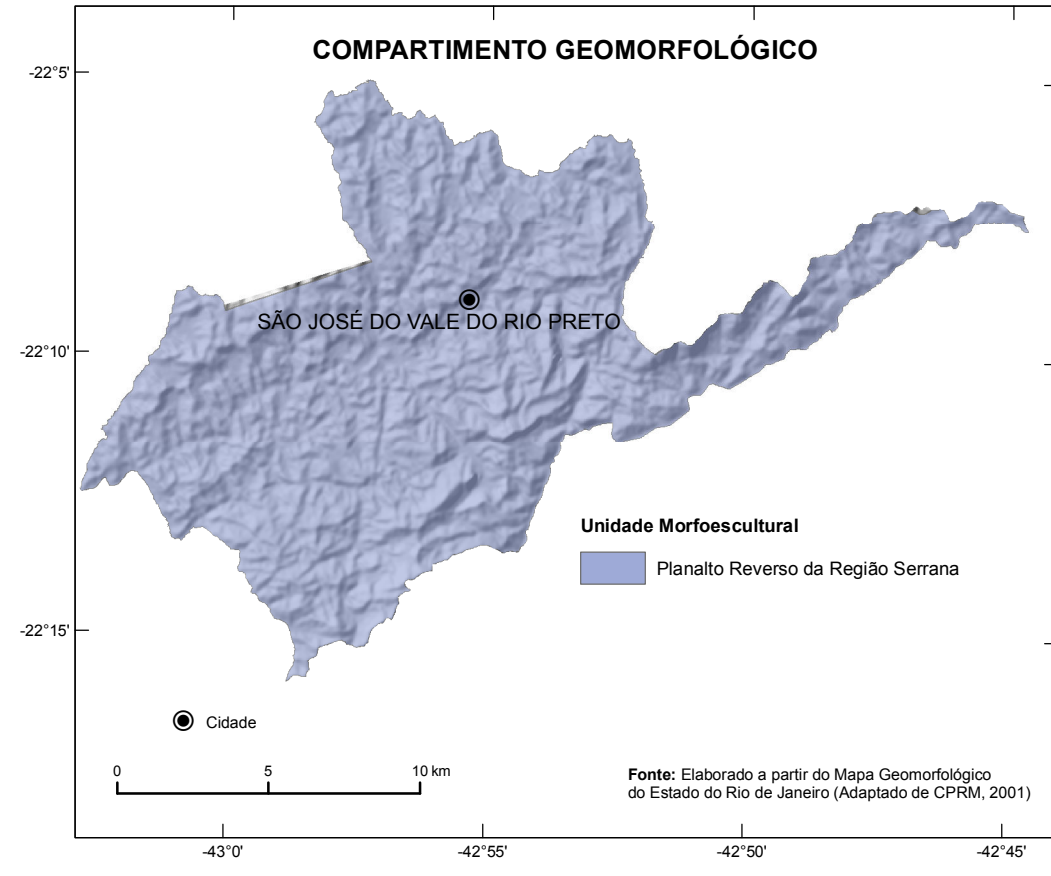 COMPARTIMENTO GEOMORFOLÓGICO
-22°5'
SÃO JOSÉ DO VALE DO RIO PRETO
-22°10'
Unidade Morfoescultural
Planalto Reverso da Região Serrana
-22°15'
Cidade
0 5 10 km
Fonte: Elaborado a partir do Mapa Geomorfológico
do Estado do Rio de Janeiro (Adaptado de CPRM, 2001)
-43°0' -42°55' -42°50' -42°45'